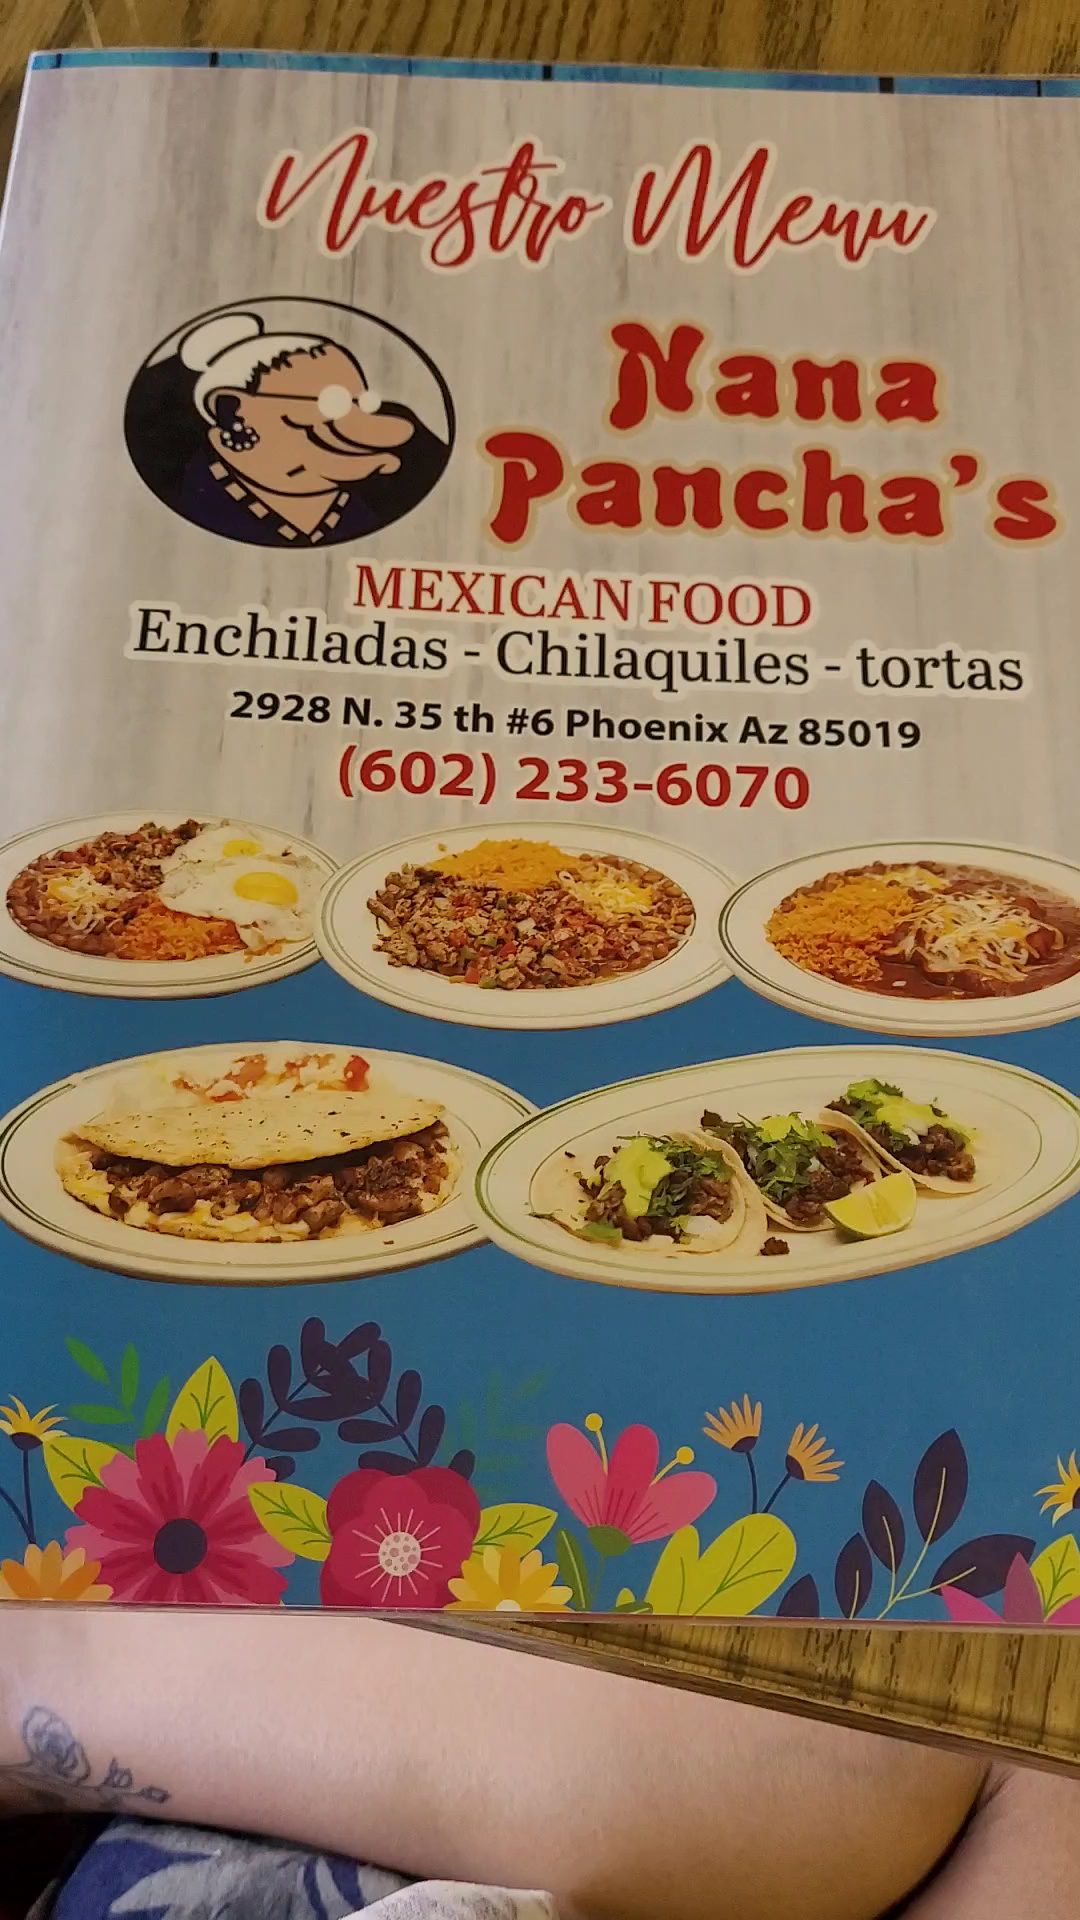 Nuestro Menu
Nana
Pancha's
MEXICAN FOOD
Enchiladas - Chilaquiles - tortas
2928 N. 35 th #6 Phoenix Az 85019
(602) 233-6070